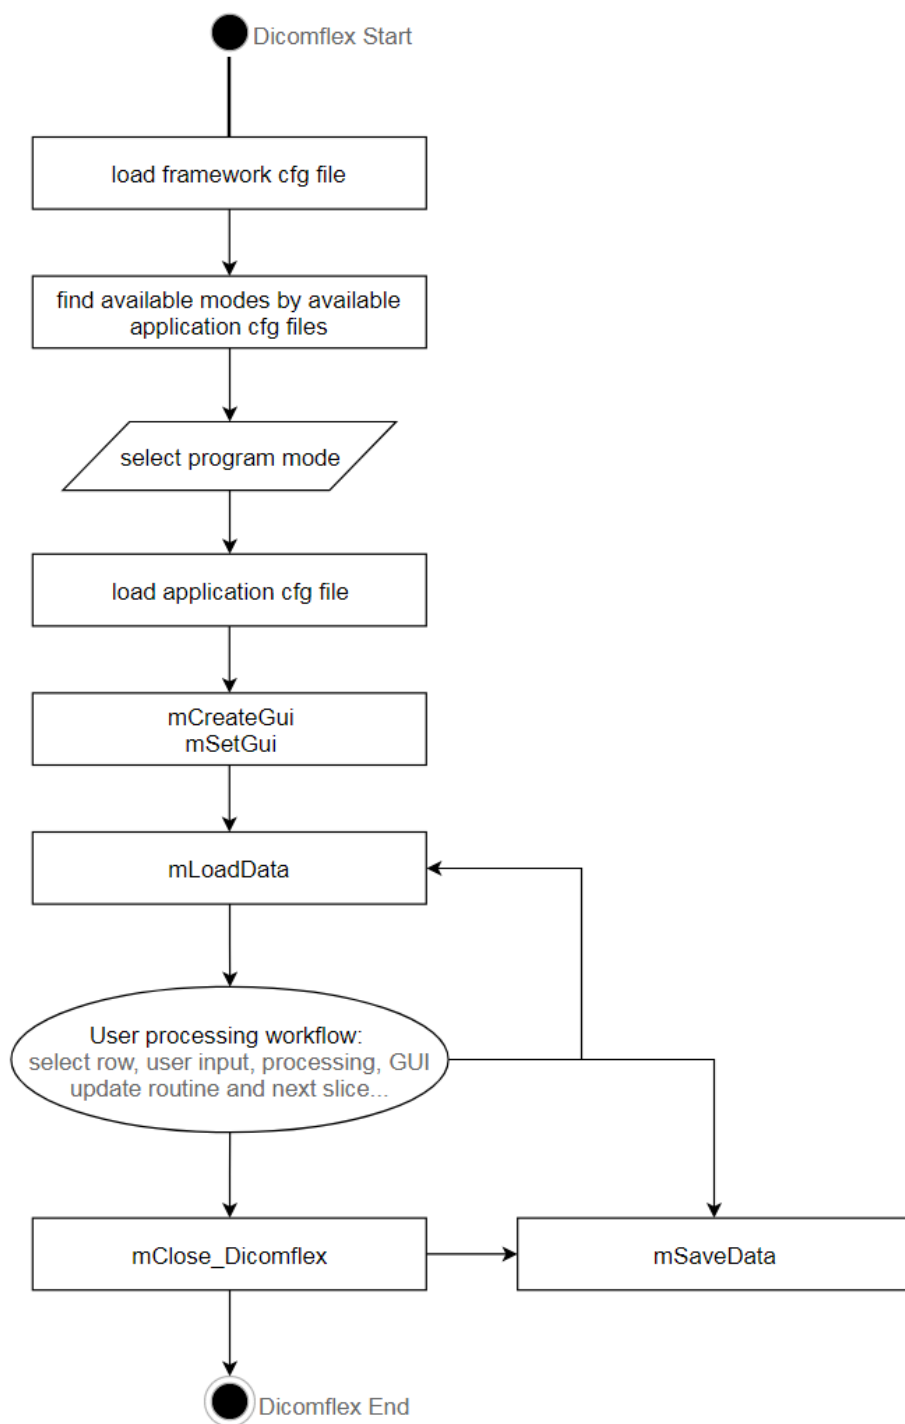 Dicomflex Start
load framework cfg file
find available modes by available
application cfg files
select program mode
load application cfg file
mCreateGui
mSetGui
mLoadData
User processing workflow:
select row, user input, processing, GUI
update routine and next slice...
mClose_Dicomflex
mSaveData
Dicomflex End